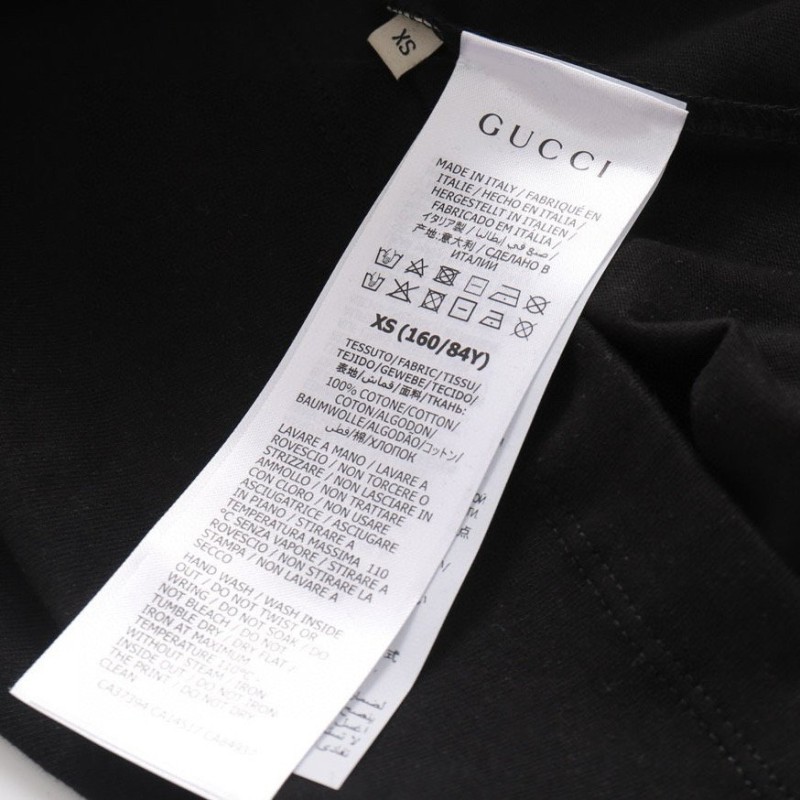 XS
GUCCI
MADE IN ITALY / FABRIQUÉ EN
ITALIE / HECHO EN ITALIA /
HERGESTELLT IN ITALIEN /
FABRICADO EM ITÁLIA /
イタリア製 / صنع في إيطاليا /
产地:意大利 / СДЕЛАНО В
ИТАЛИИ
XS (160/84Y)
TESSUTO/FABRIC/TISSU/
TEJIDO/GEWEBE/TECIDO/
表地/قماش/面料/ТКАНЬ:
100% COTONE/COTTON/
COTON/ALGODON/
BAUMWOLLE/ALGODÃO/コットン/
قطن/棉/ХЛОПОК
LAVARE A MANO / LAVARE A
ROVESCIO / NON TORCERE O
STRIZZARE / NON LASCIARE IN
AMMOLLO / NON TRATTARE
CON CLORO / NON USARE
ASCIUGATRICE / ASCIUGARE
IN PIANO / STIRARE A
TEMPERATURA MASSIMA 110
°C SENZA VAPORE / STIRARE A
ROVESCIO / NON STIRARE LA
STAMPA / NON LAVARE A
SECCO
HAND WASH / WASH INSIDE
OUT / DO NOT TWIST OR
WRING / DO NOT SOAK / DO
NOT BLEACH / DO NOT
TUMBLE DRY / DRY FLAT /
IRON AT MAXIMUM
TEMPERATURE 110ºC
WITHOUT STEAM / IRON
INSIDE OUT / DO NOT IRON
THE PRINT / DO NOT DRY
CLEAN
CA37394 CA14517
点
式